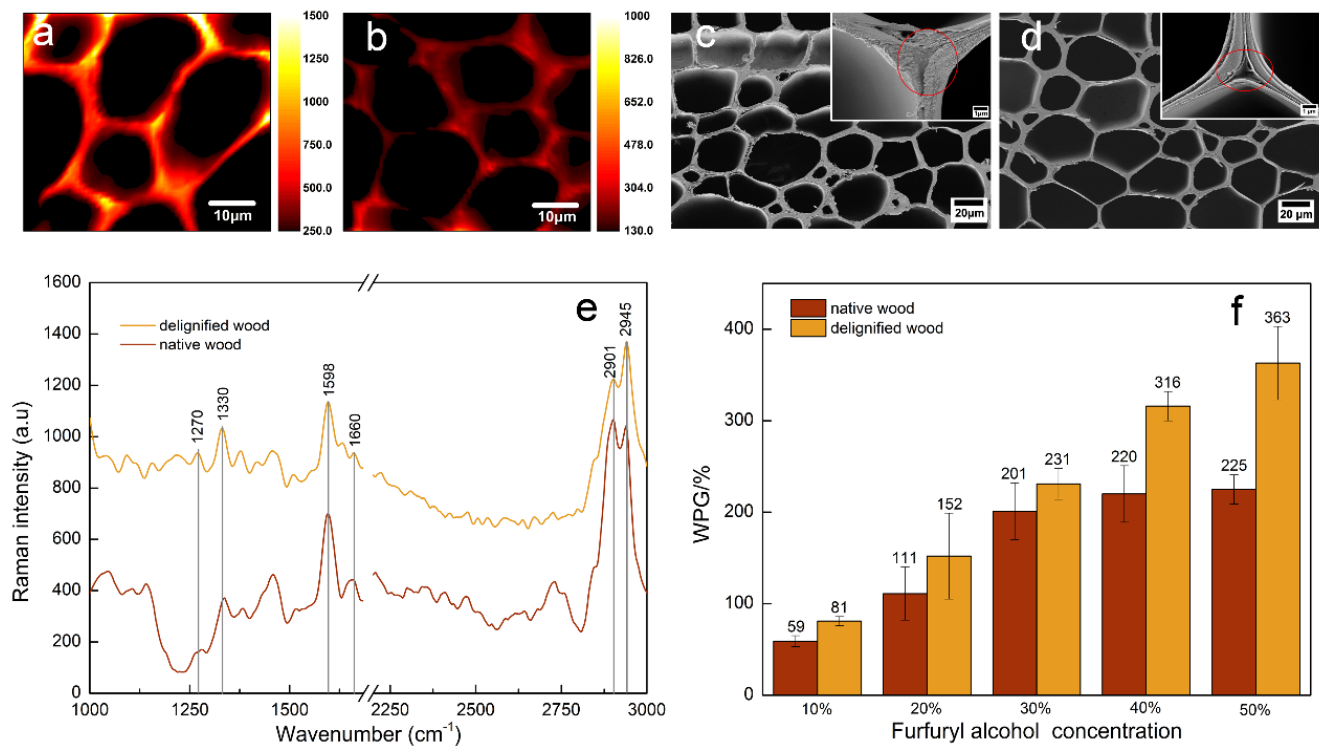 a
1500
1250
1000
750.0
500.0
250.0
10μm
b
1000
826.0
652.0
478.0
304.0
130.0
10μm
c
1μm
20μm
d
1μm
20 μm
e
Raman intensity (a.u)
1600
1400
1200
1000
800
600
400
200
0
delignified wood
native wood
1270
1330
1598
1660
2901
2945
1000
1250
1500
2250
2500
2750
3000
Wavenumber (cm⁻¹)
f
WPG/%
400
300
200
100
0
native wood
delignified wood
59
81
111
152
201
231
220
316
225
363
10%
20%
30%
40%
50%
Furfuryl alcohol concentration